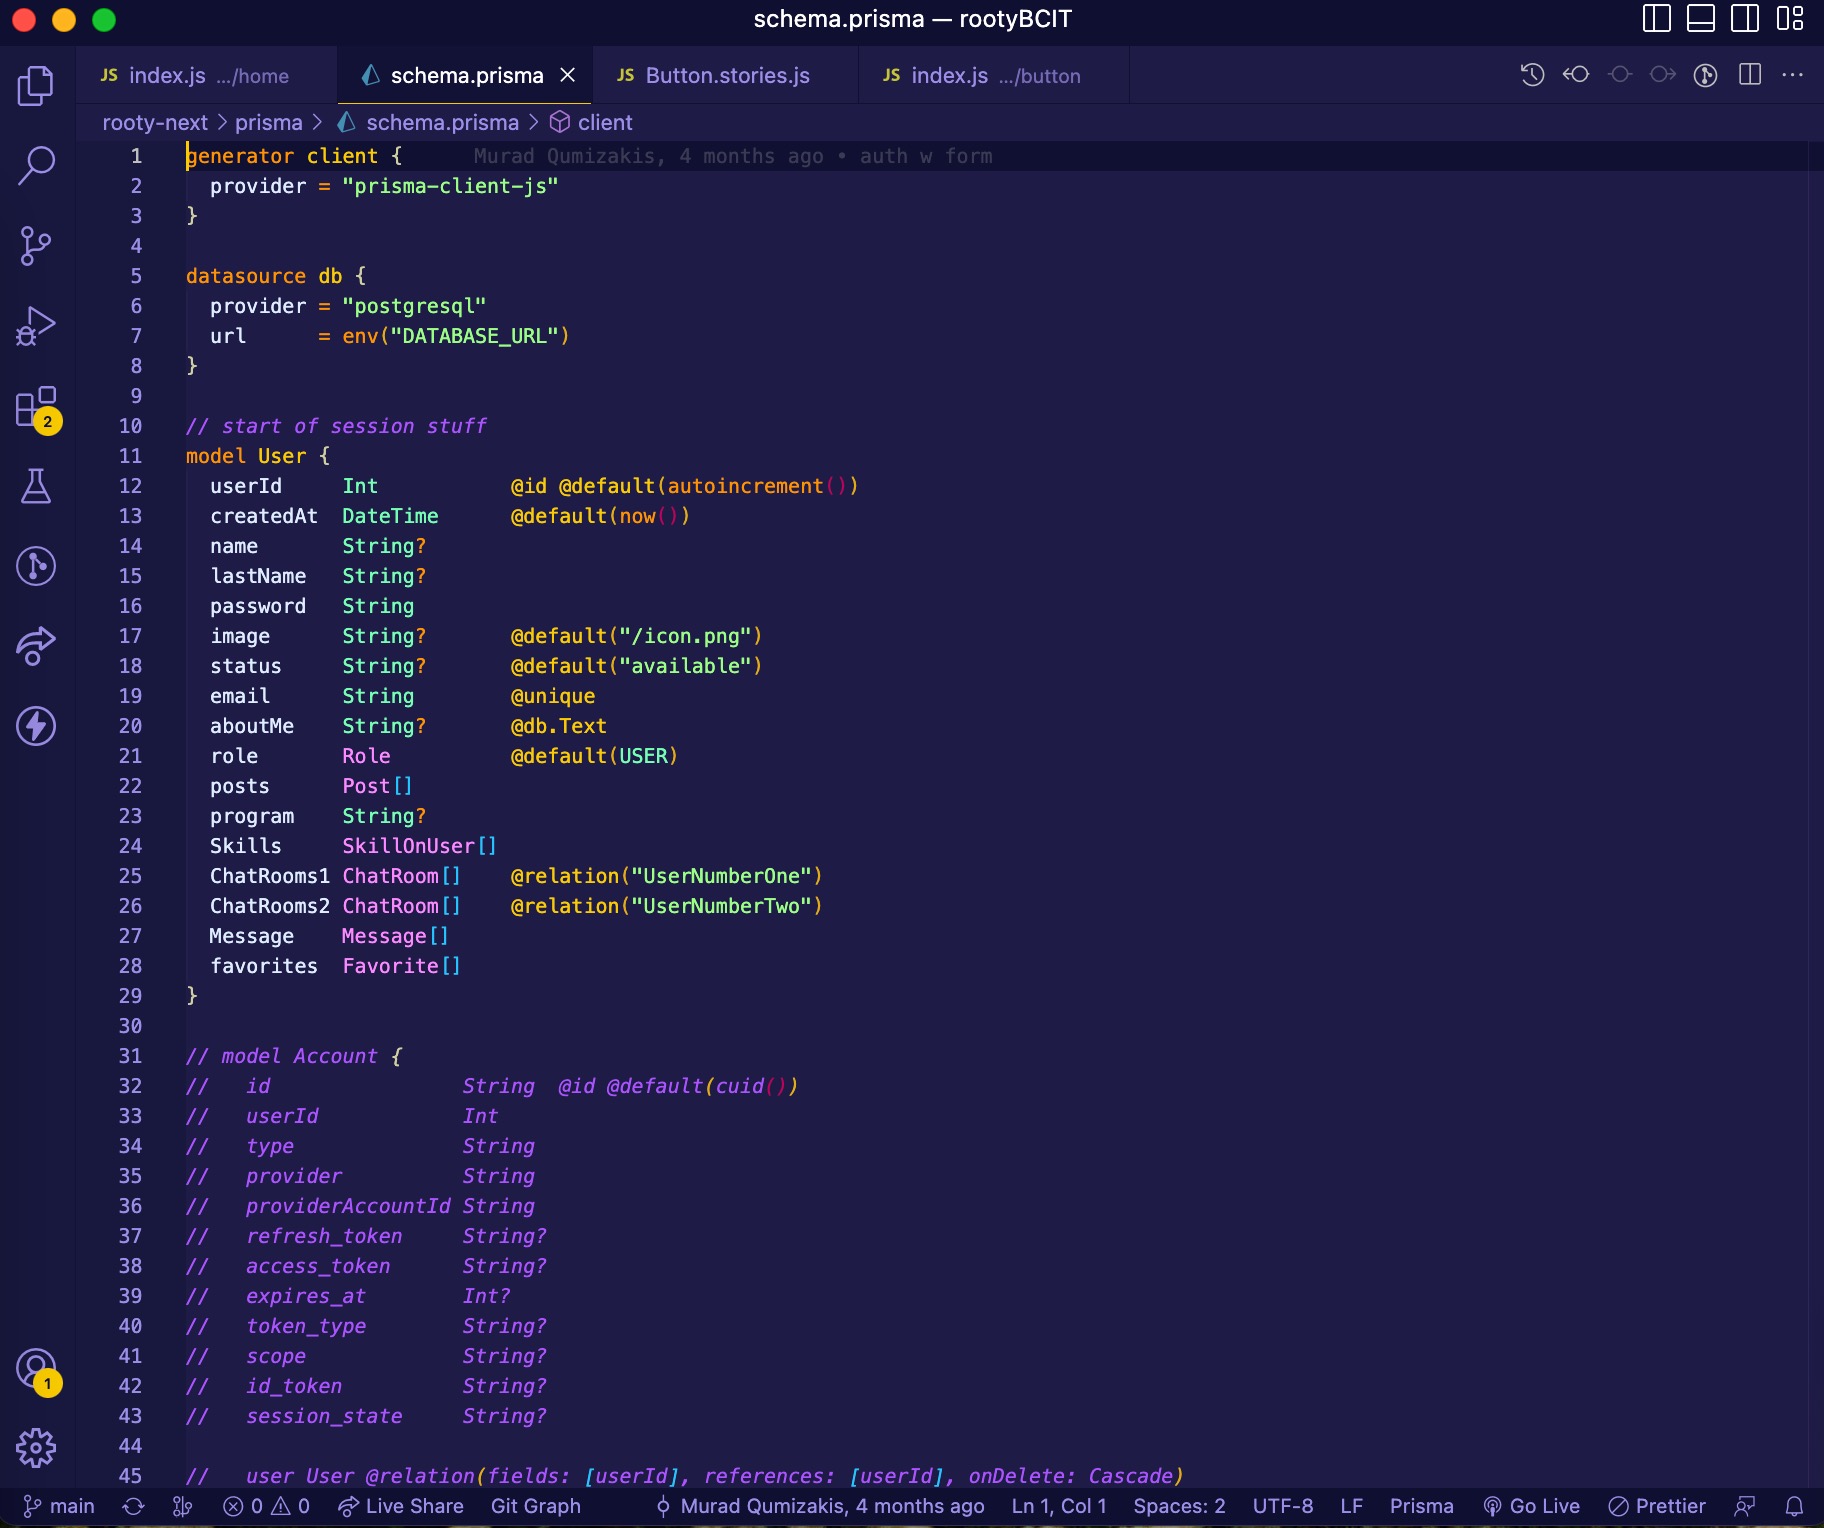 schema.prisma — rootyBCIT
JS index.js .../home
schema.prisma
JS Button.stories.js
JS index.js .../button
rooty-next > prisma > schema.prisma > client
1 generator client { Murad Qumizakis, 4 months ago • auth w form
2   provider = "prisma-client-js"
3 }
4
5 datasource db {
6   provider = "postgresql"
7   url      = env("DATABASE_URL")
8 }
9
10 // start of session stuff
11 model User {
12   userId     Int           @id @default(autoincrement())
13   createdAt  DateTime      @default(now())
14   name       String?
15   lastName   String?
16   password   String
17   image      String?       @default("/icon.png")
18   status     String?       @default("available")
19   email      String        @unique
20   aboutMe    String?       @db.Text
21   role       Role          @default(USER)
22   posts      Post[]
23   program    String?
24   Skills     SkillOnUser[]
25   ChatRooms1 ChatRoom[]    @relation("UserNumberOne")
26   ChatRooms2 ChatRoom[]    @relation("UserNumberTwo")
27   Message    Message[]
28   favorites  Favorite[]
29 }
30
31 // model Account {
32 //   id                String  @id @default(cuid())
33 //   userId            Int
34 //   type              String
35 //   provider          String
36 //   providerAccountId String
37 //   refresh_token     String?
38 //   access_token      String?
39 //   expires_at        Int?
40 //   token_type        String?
41 //   scope             String?
42 //   id_token          String?
43 //   session_state     String?
44
45 //   user User @relation(fields: [userId], references: [userId], onDelete: Cascade)
2
1
main 0 0 Live Share Git Graph Murad Qumizakis, 4 months ago Ln 1, Col 1 Spaces: 2 UTF-8 LF Prisma Go Live Prettier